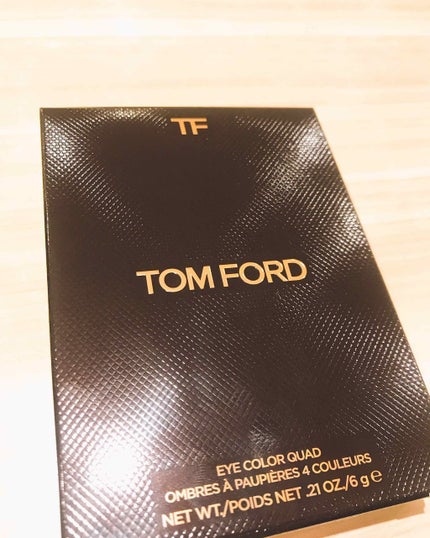 TF
TOM FORD
EYE COLOR QUAD
OMBRES À PAUPIÈRES 4 COULEURS
NET WT./POIDS NET .21 OZ./6 g e